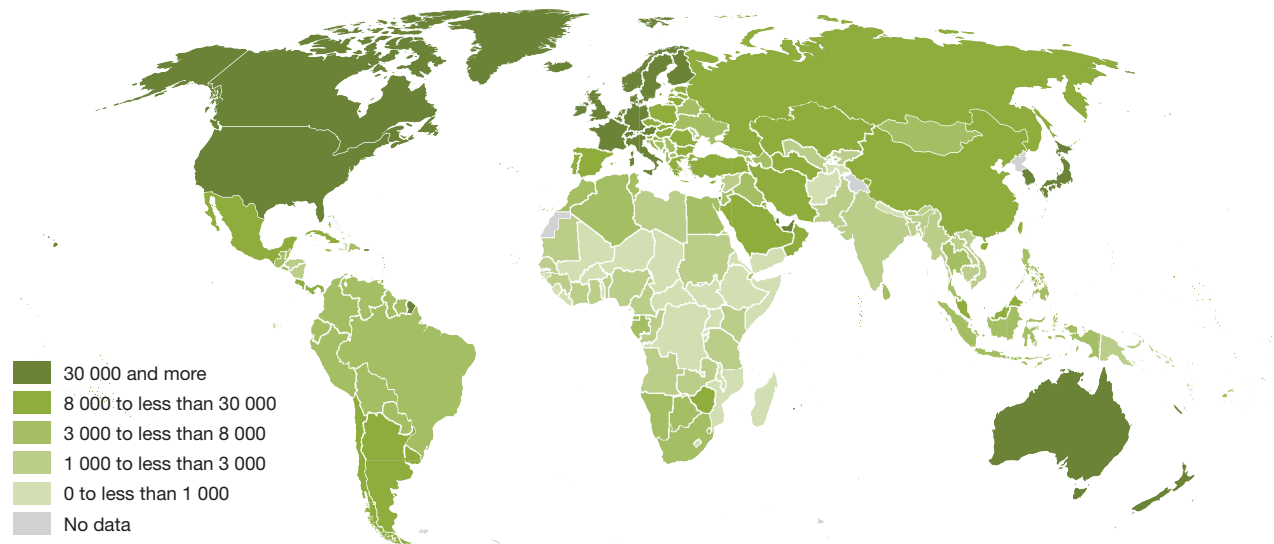 30 000 and more
8 000 to less than 30 000
3 000 to less than 8 000
1 000 to less than 3 000
0 to less than 1 000
No data